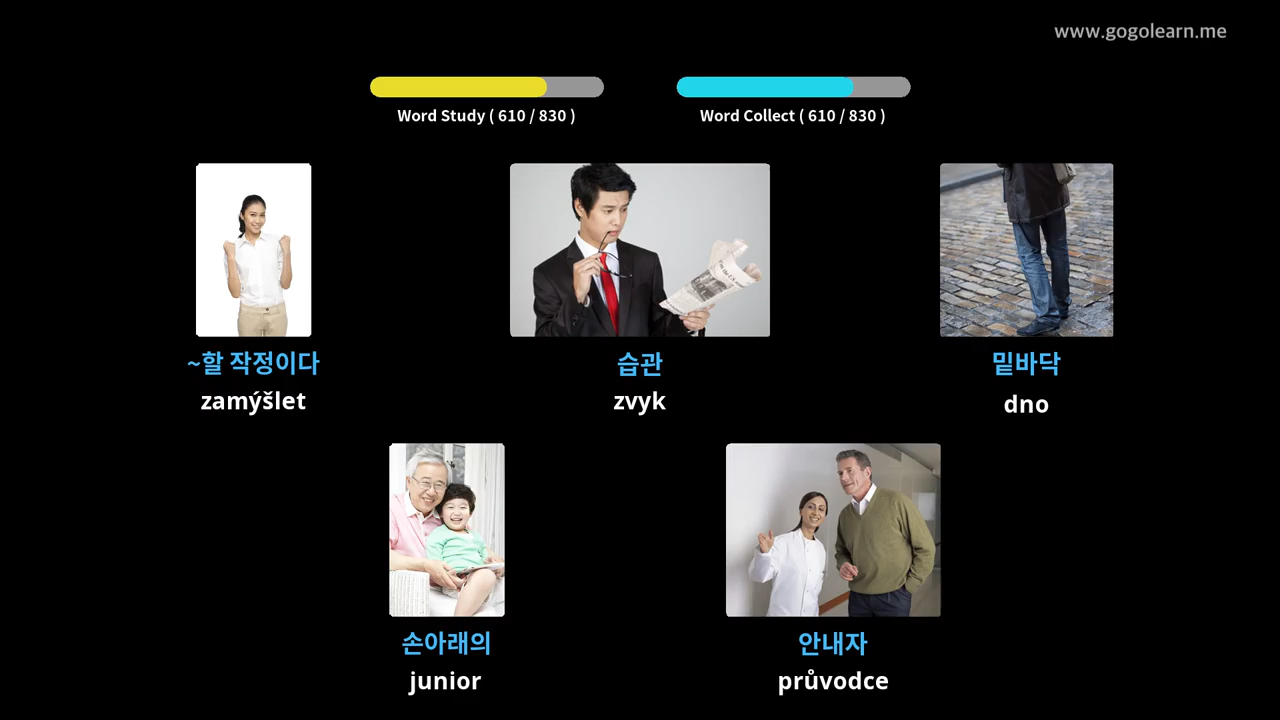 www.gogolearn.me
Word Study ( 610 / 830 )
Word Collect ( 610 / 830 )
~할 작정이다
zamýšlet
습관
zvyk
밑바닥
dno
손아래의
junior
안내자
průvodce